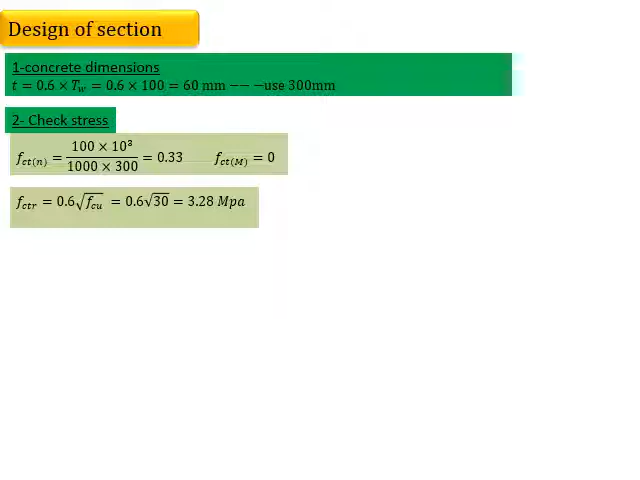 Design of section
1-concrete dimensions
t = 0.6 × T_w = 0.6 × 100 = 60 mm −− −use 300mm
2- Check stress
f_ct(n) = (100 × 10³)/(1000 × 300) = 0.33 f_ct(M) = 0
f_ctr = 0.6√f_cu = 0.6√30 = 3.28 Mpa